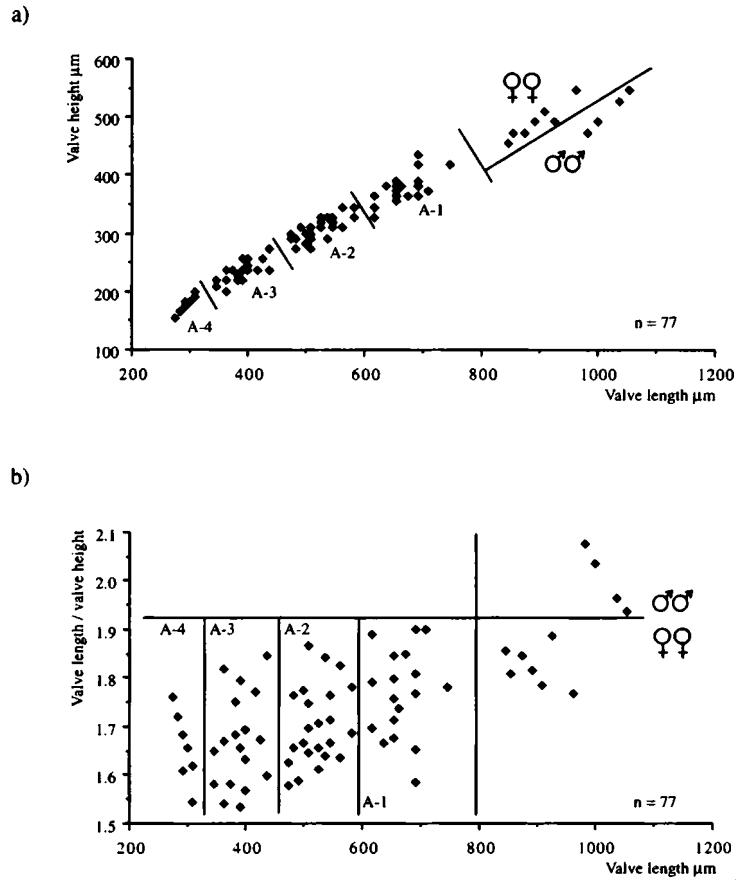 a)
Valve height µm
600
500
400
300
200
100
♀♀
♂♂
A-1
A-2
A-3
A-4
n = 77
200
400
600
800
1000
1200
Valve length µm
b)
Valve length / valve height
2.1
2.0
1.9
1.8
1.7
1.6
1.5
♂♂
♀♀
A-4
A-3
A-2
A-1
n = 77
200
400
600
800
1000
1200
Valve length µm